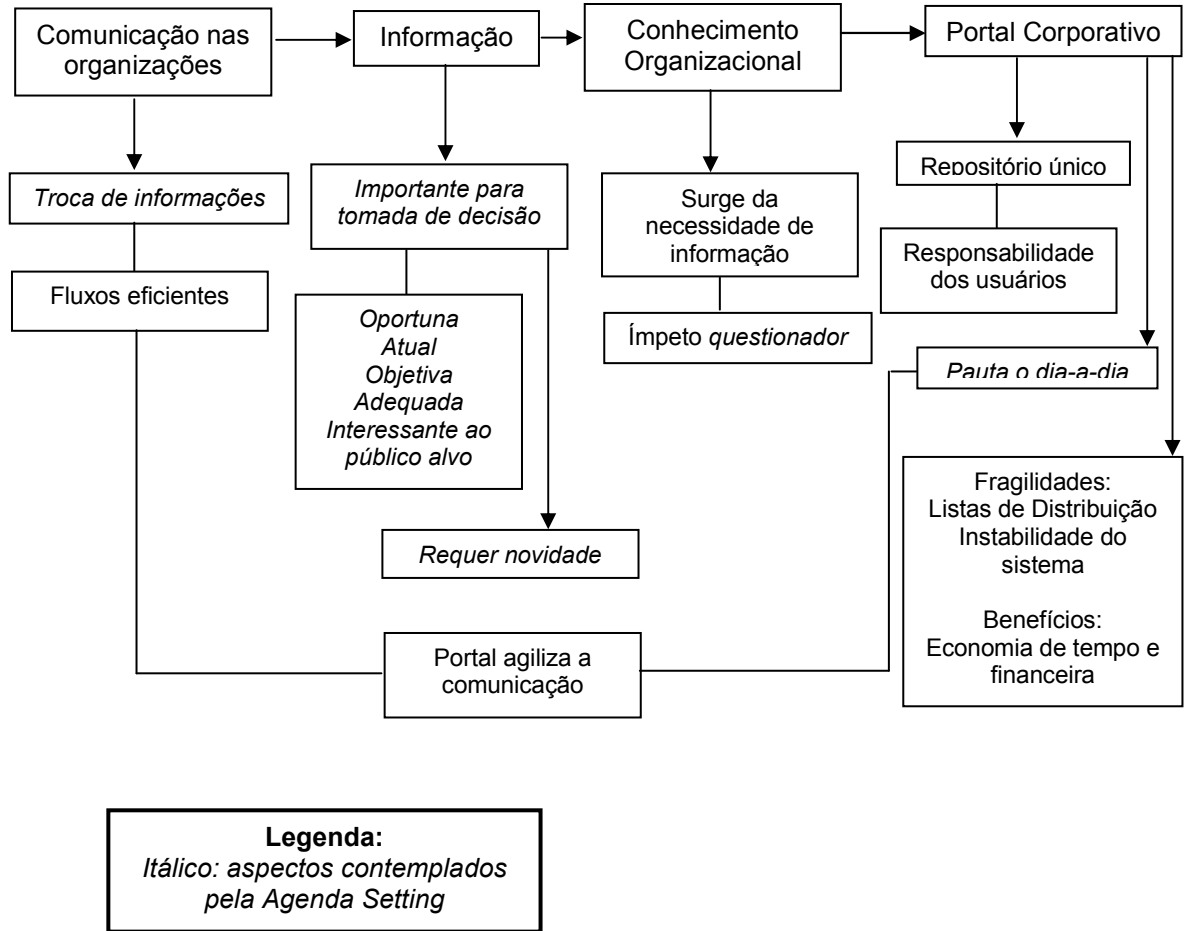 Comunicação nas
organizações
Informação
Conhecimento
Organizacional
Portal Corporativo
Troca de informações
Fluxos eficientes
Importante para
tomada de decisão
Oportuna
Atual
Objetiva
Adequada
Interessante ao
público alvo
Requer novidade
Surge da
necessidade de
informação
Ímpeto questionador
Repositório único
Responsabilidade
dos usuários
Pauta o dia-a-dia
Fragilidades:
Listas de Distribuição
Instabilidade do
sistema
Benefícios:
Economia de tempo e
financeira
Portal agiliza a
comunicação
Legenda:
Itálico: aspectos contemplados
pela Agenda Setting